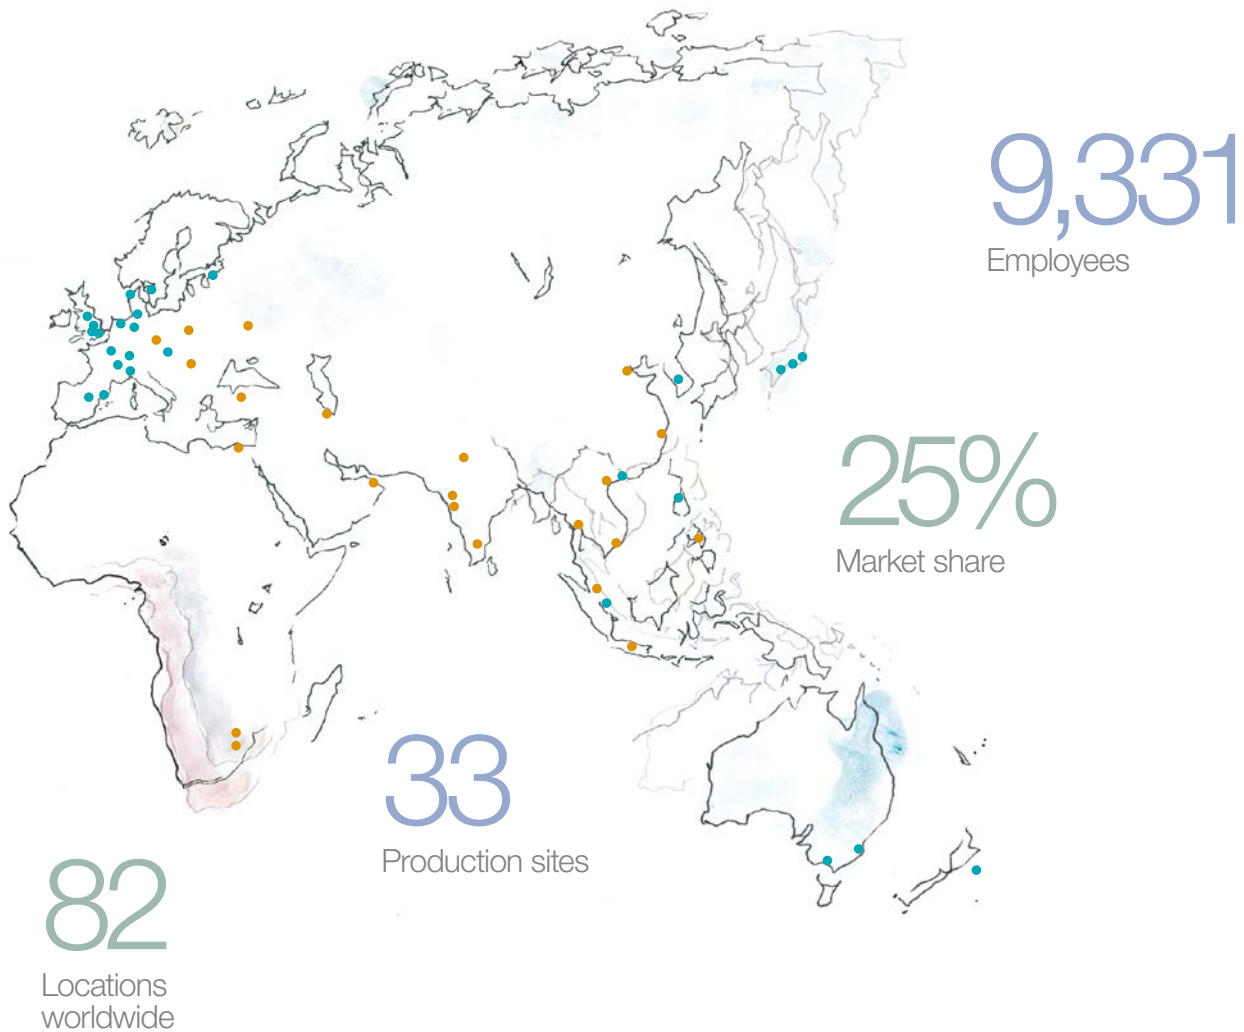 9,331
Employees
25%
Market share
33
Production sites
82
Locations
worldwide